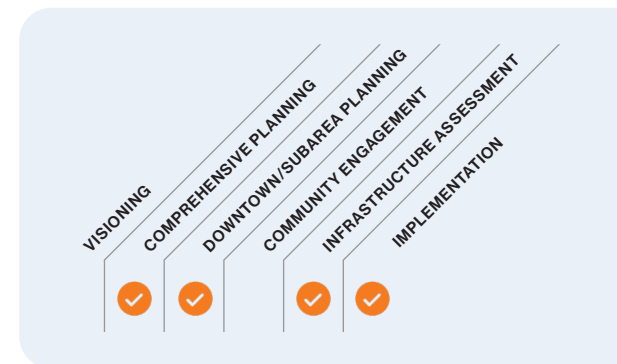 VISIONING
COMPREHENSIVE PLANNING
DOWNTOWN/SUBAREA PLANNING
COMMUNITY ENGAGEMENT
INFRASTRUCTURE ASSESSMENT
IMPLEMENTATION